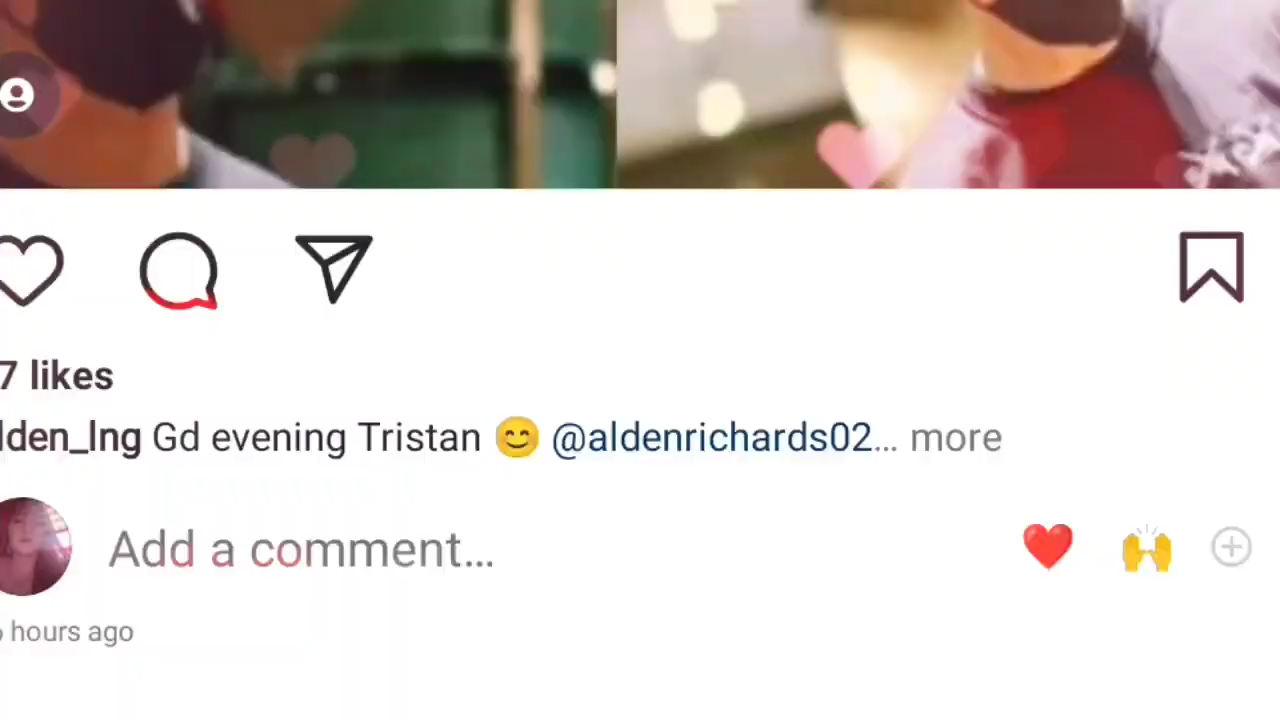 7 likes
lden_lng Gd evening Tristan 😊 @aldenrichards02... more
Add a comment...
hours ago